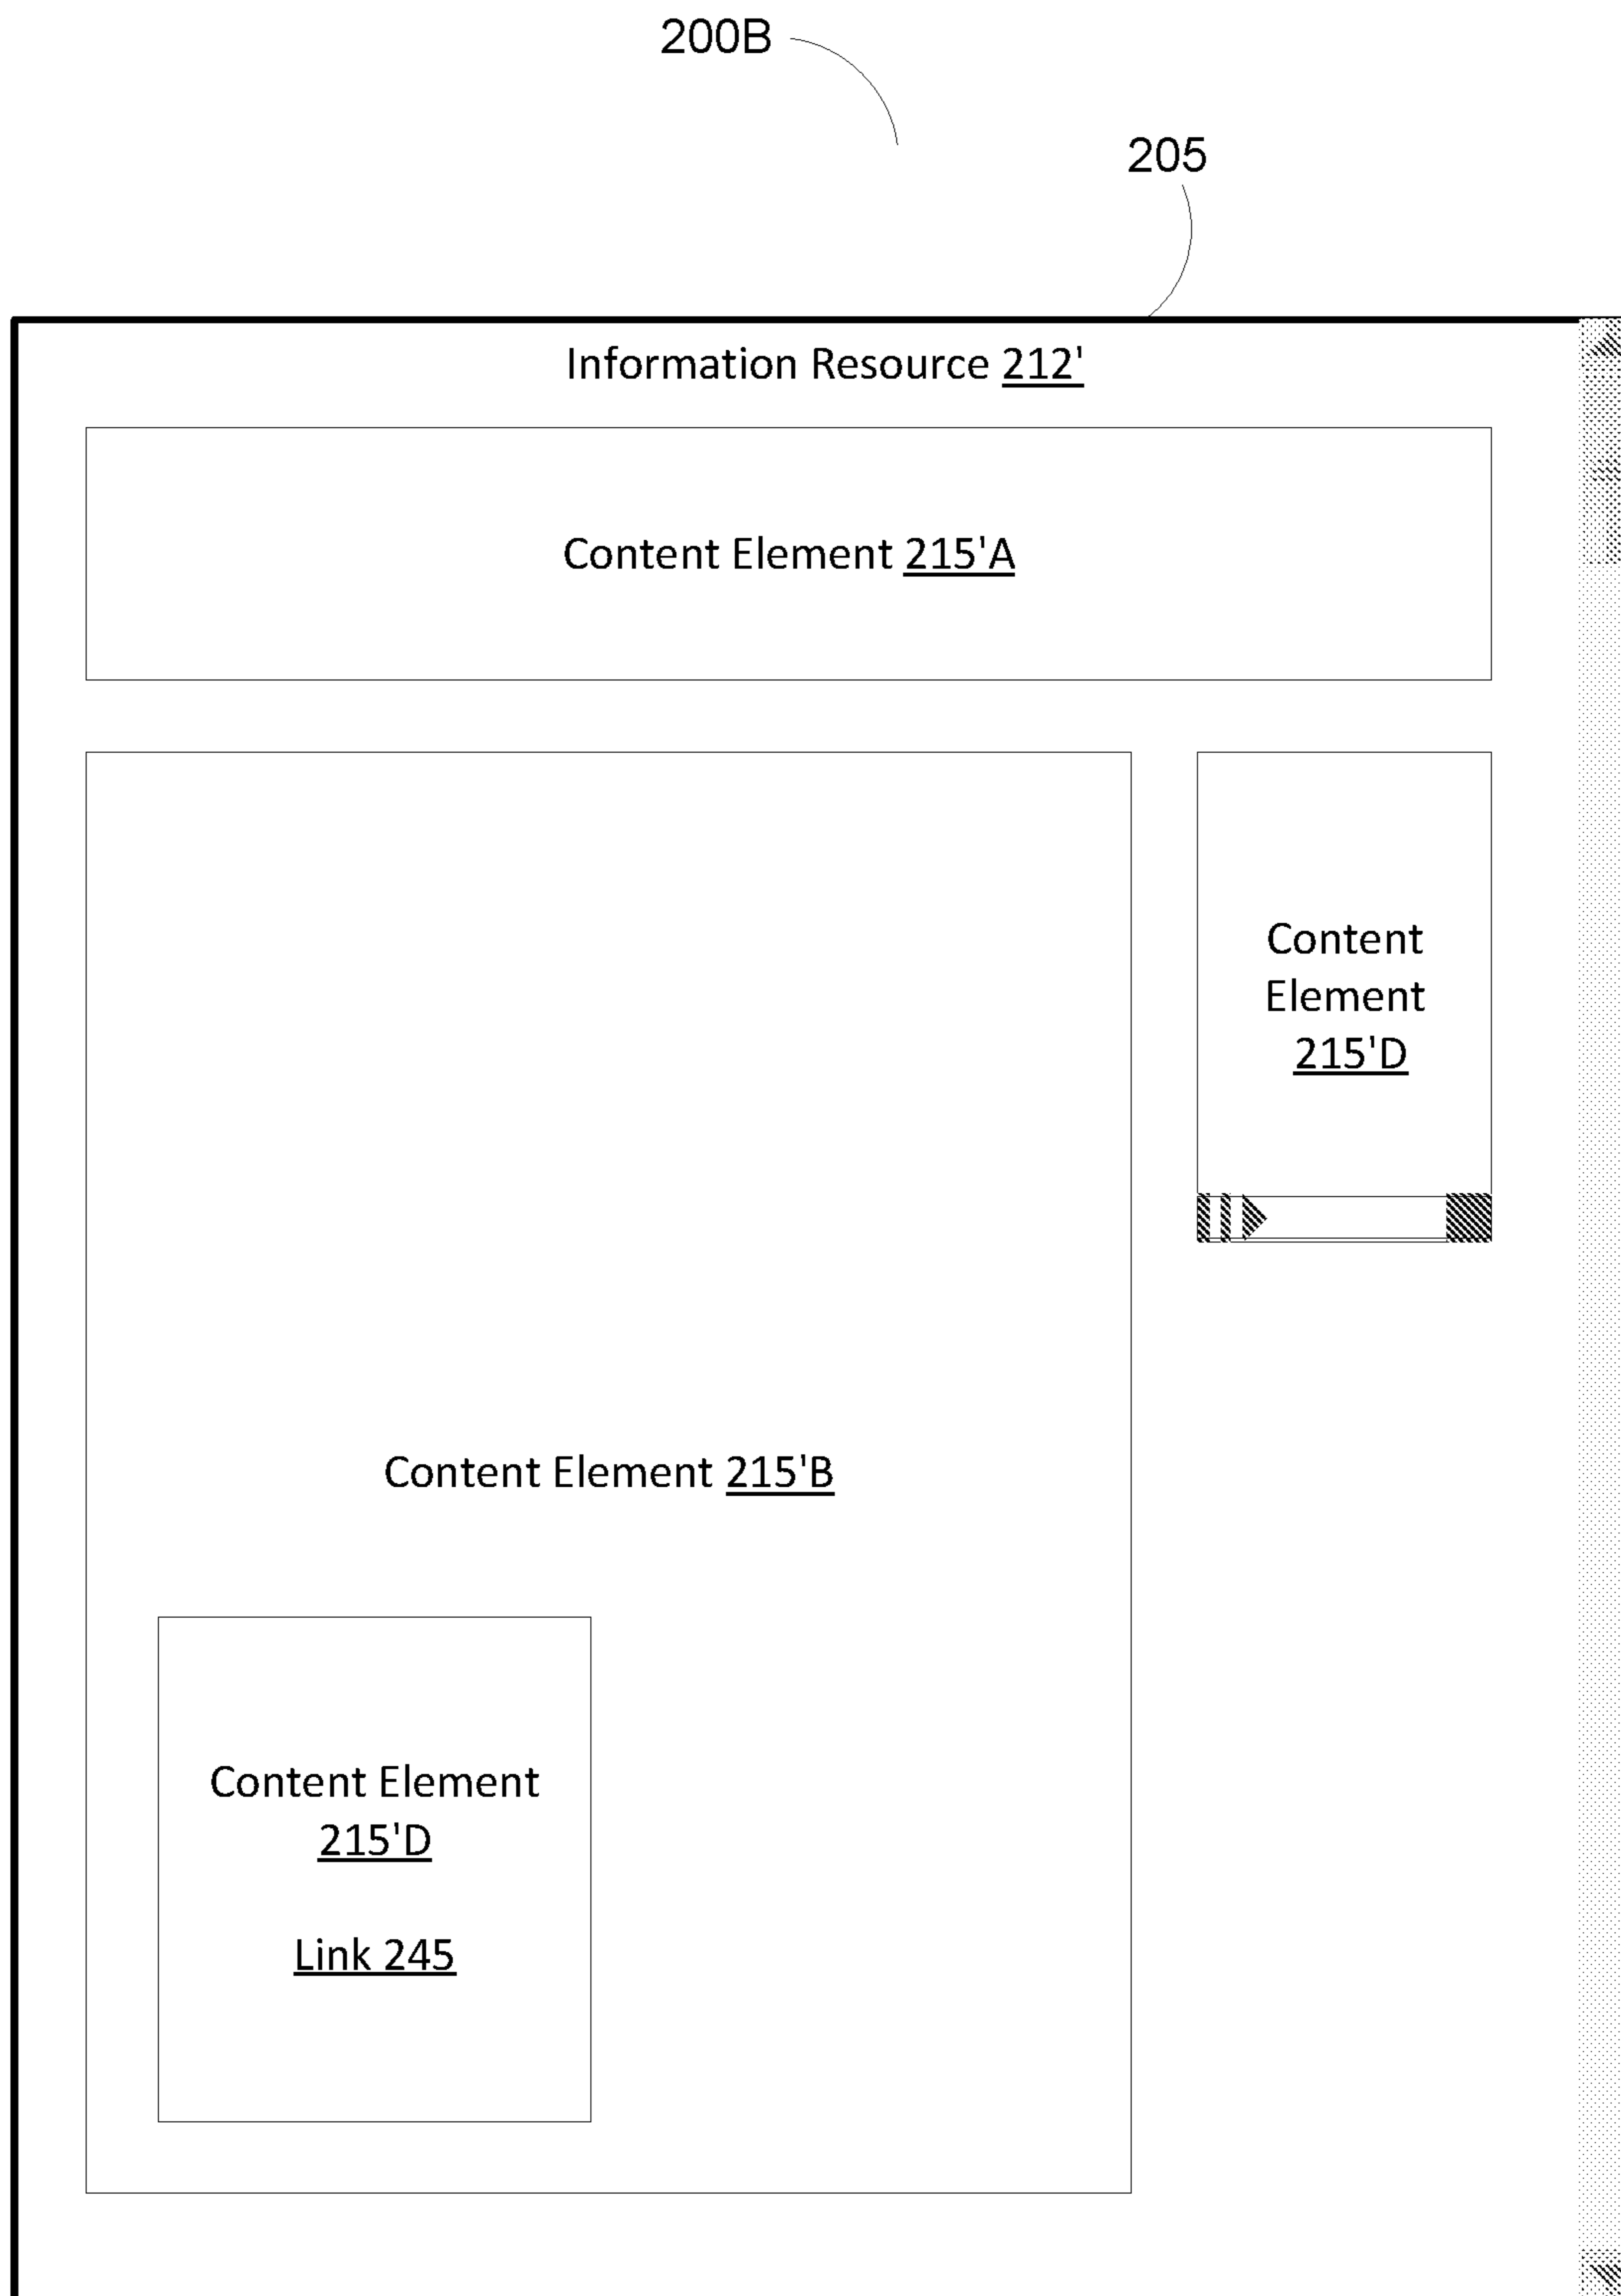 200B
205
Information Resource 212'
Content Element 215'A
Content
Element
215'D
Content Element 215'B
Content Element
215'D
Link 245